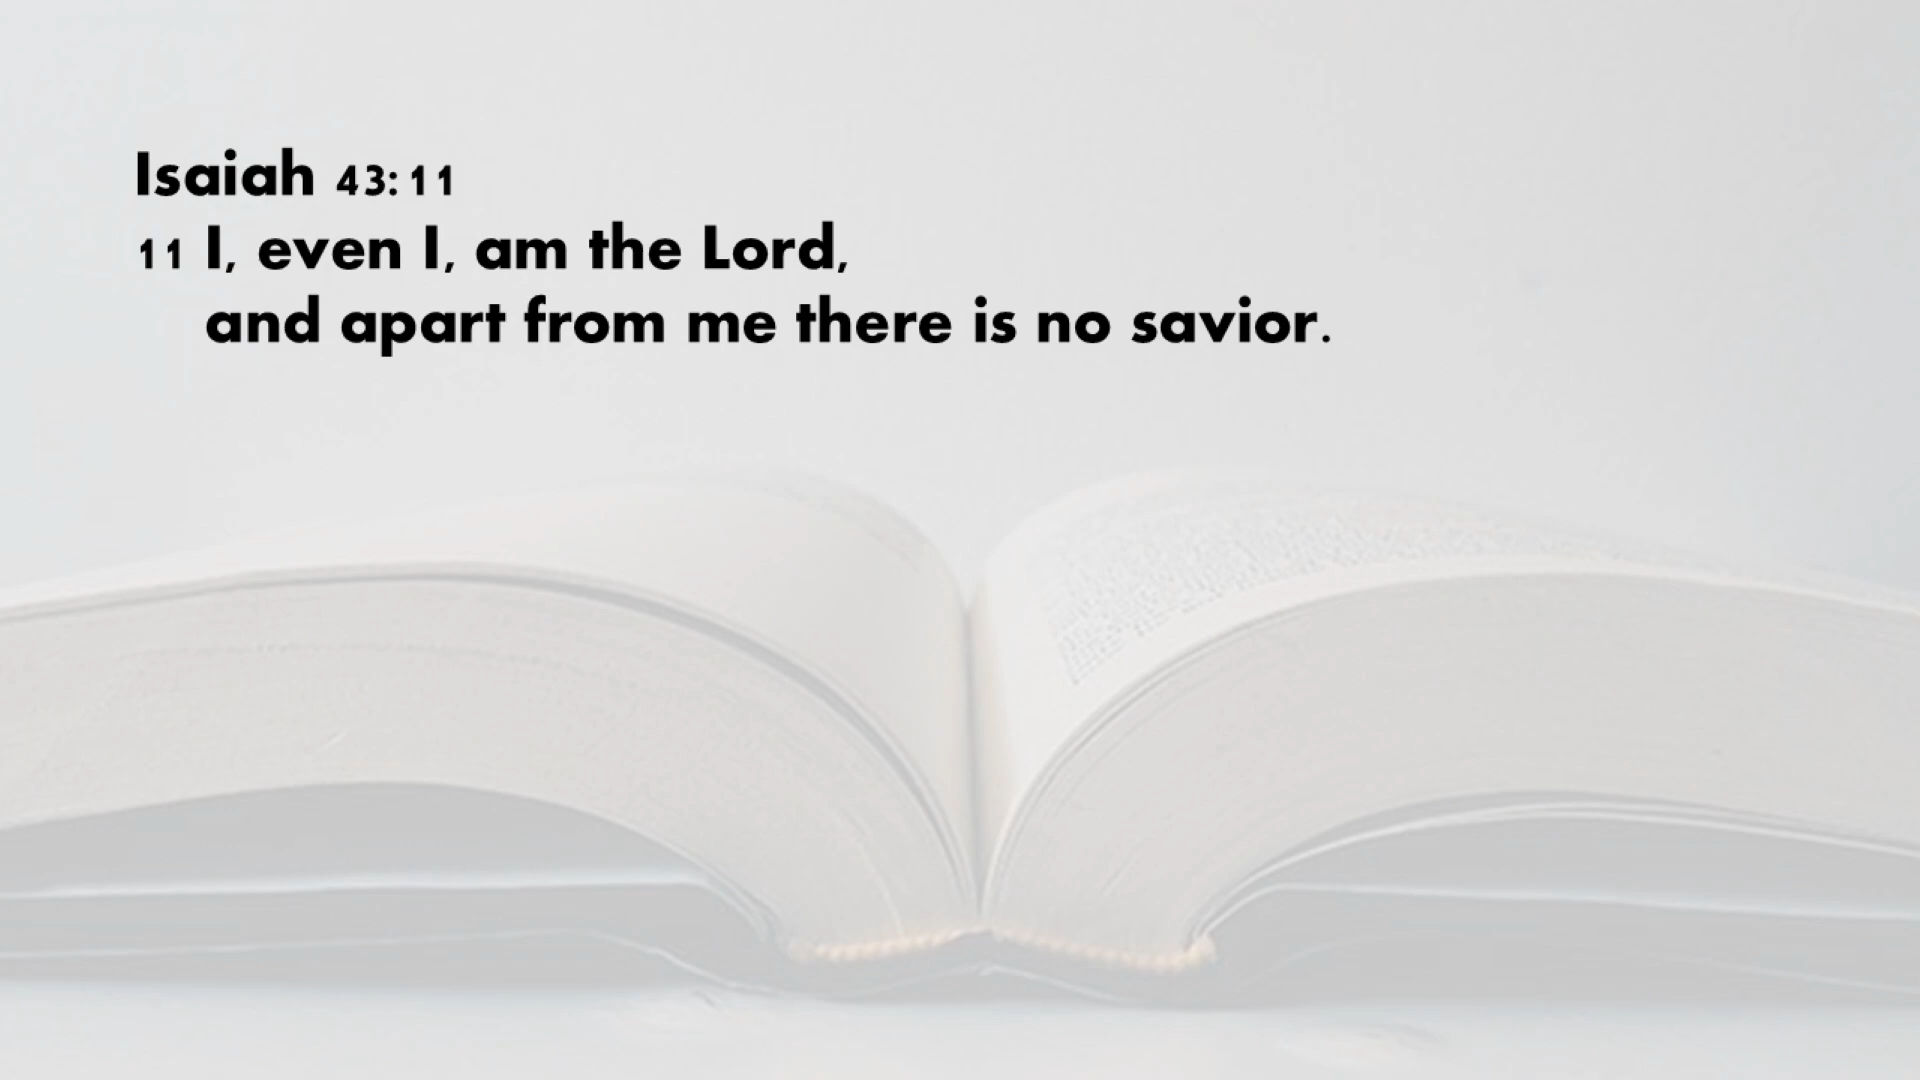 Isaiah 43:11
11 I, even I, am the Lord,
and apart from me there is no savior.